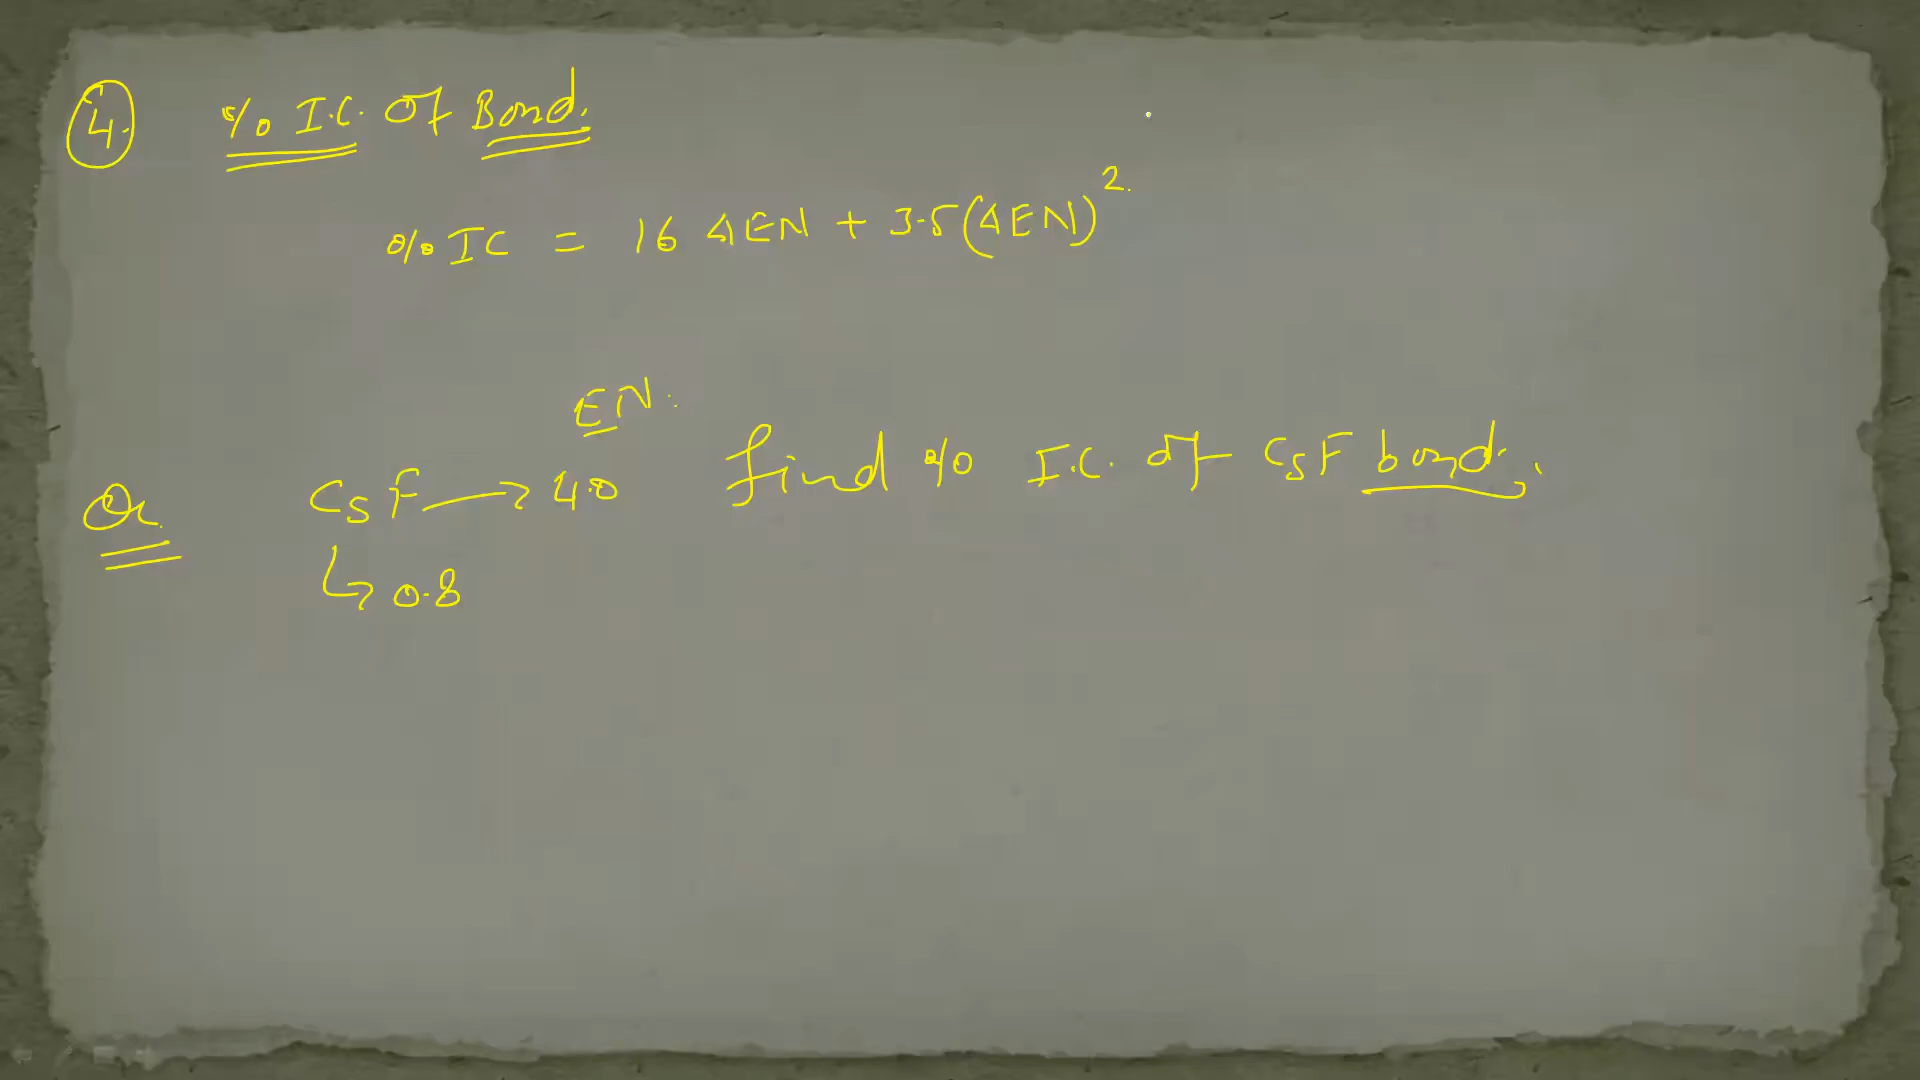 4. % I.C. Of Bond.
% IC = 16 ΔEN + 3.5(ΔEN)²
EN.
Q. CsF → 4.0 find % I.C. of CsF bond.
↳ 0.8